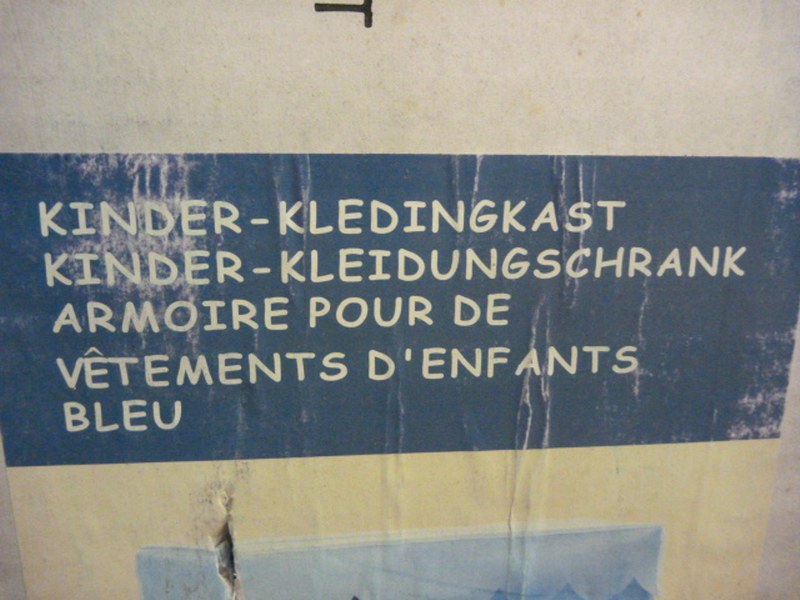 KINDER-KLEDINGKAST
KINDER-KLEIDUNGSCHRANK
ARMOIRE POUR DE
VÊTEMENTS D'ENFANTS
BLEU